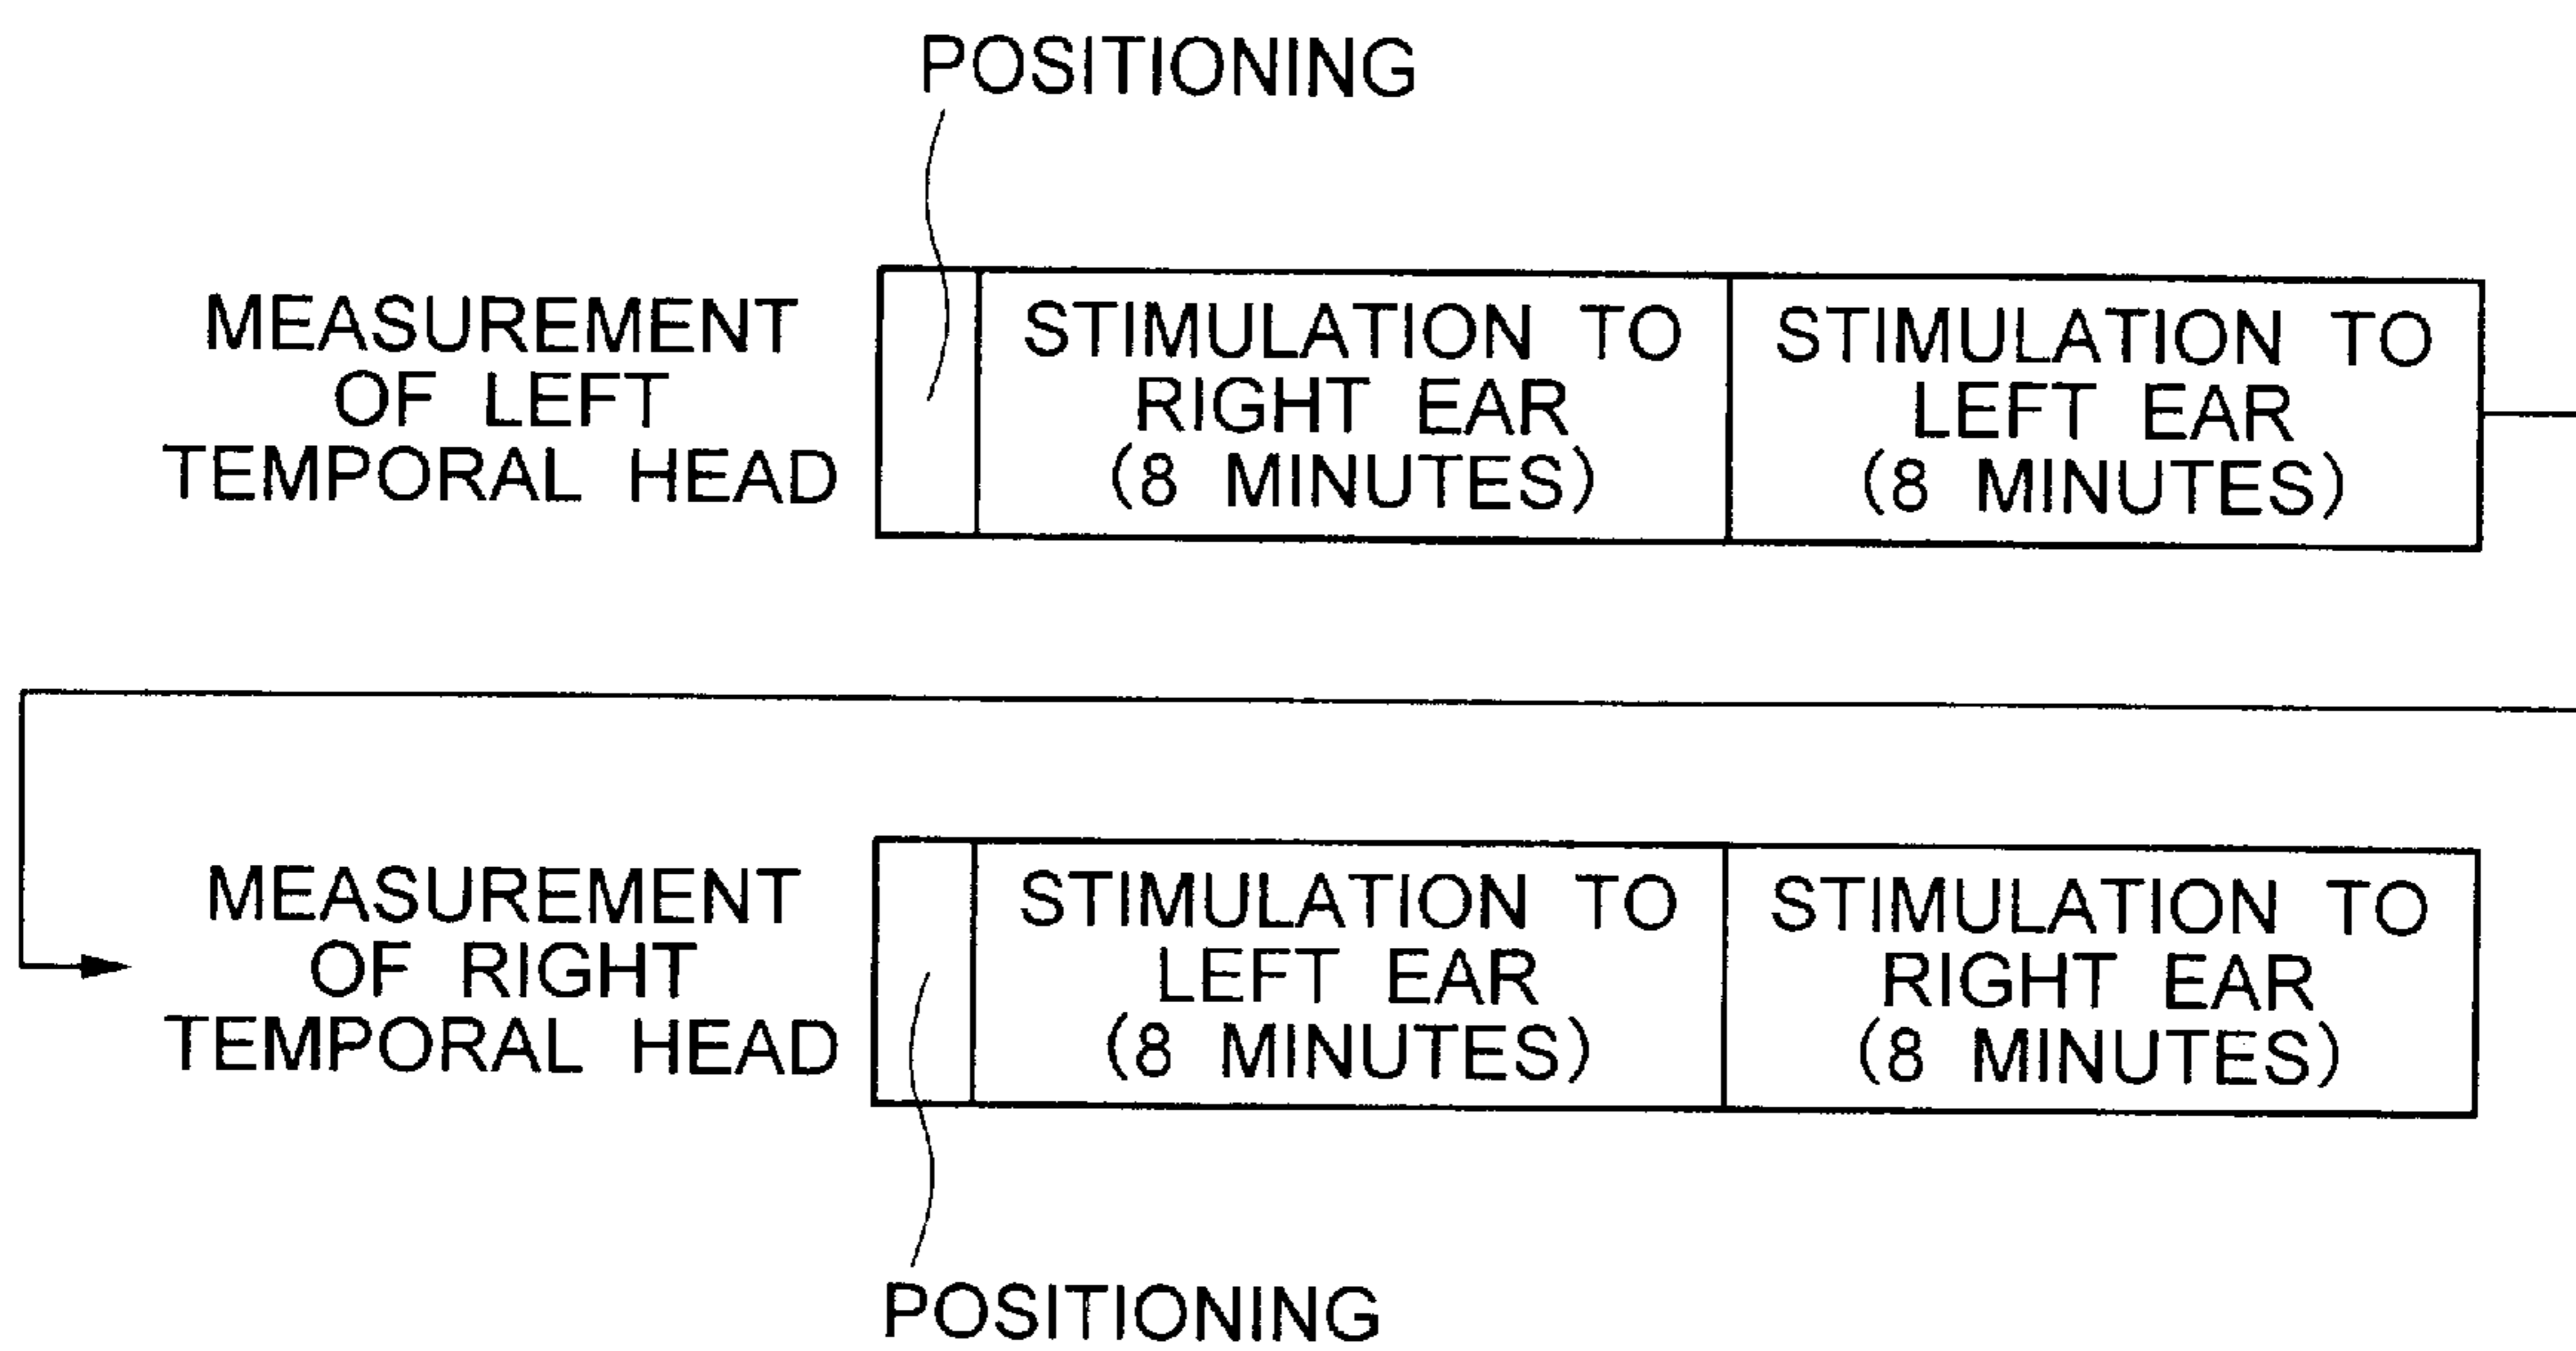 POSITIONING
MEASUREMENT
OF LEFT
TEMPORAL HEAD
STIMULATION TO
RIGHT EAR
(8 MINUTES)
STIMULATION TO
LEFT EAR
(8 MINUTES)
MEASUREMENT
OF RIGHT
TEMPORAL HEAD
STIMULATION TO
LEFT EAR
(8 MINUTES)
STIMULATION TO
RIGHT EAR
(8 MINUTES)
POSITIONING